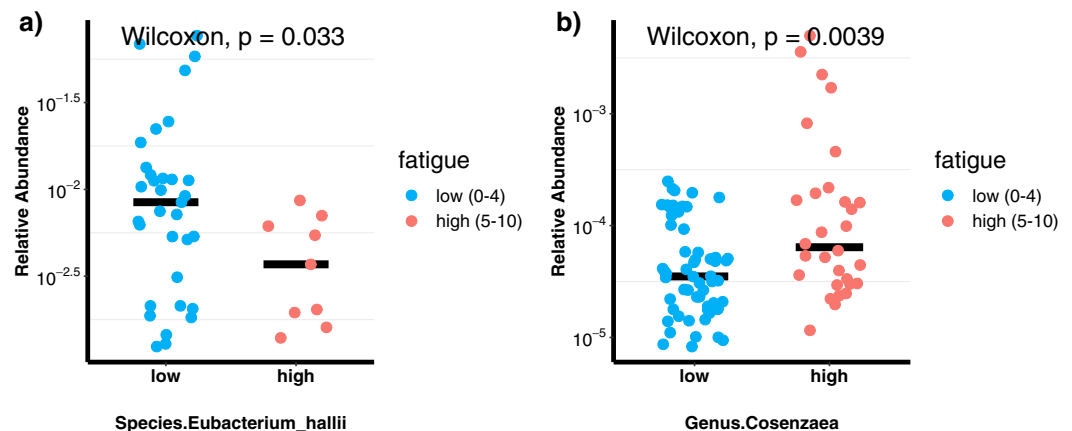 a)
Wilcoxon, p = 0.033
Relative Abundance
10−1.5
10−2
10−2.5
low
high
Species.Eubacterium_hallii
fatigue
low (0-4)
high (5-10)
b)
Wilcoxon, p = 0.0039
Relative Abundance
10−3
10−4
10−5
low
high
Genus.Cosenzaea
fatigue
low (0-4)
high (5-10)